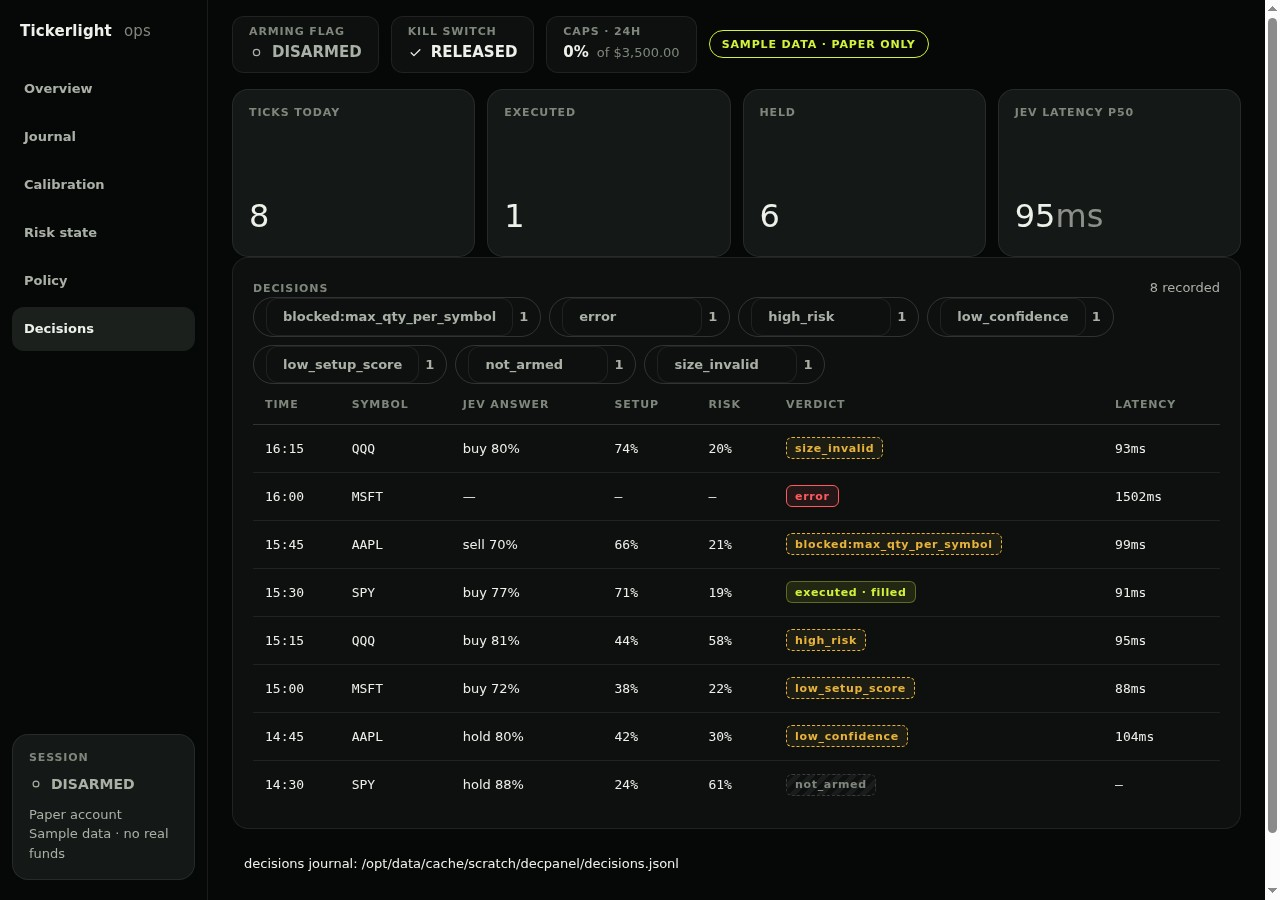 Tickerlight ops
Overview
Journal
Calibration
Risk state
Policy
Decisions
SESSION
DISARMED
Paper account
Sample data · no real
funds
ARMING FLAG
DISARMED
KILL SWITCH
RELEASED
CAPS · 24H
0% of $3,500.00
SAMPLE DATA · PAPER ONLY
TICKS TODAY
8
EXECUTED
1
HELD
6
JEV LATENCY P50
95ms
DECISIONS
8 recorded
blocked:max_qty_per_symbol 1
error 1
high_risk 1
low_confidence 1
low_setup_score 1
not_armed 1
size_invalid 1
TIME SYMBOL JEV ANSWER SETUP RISK VERDICT LATENCY
16:15 QQQ buy 80% 74% 20% size_invalid 93ms
16:00 MSFT — — — error 1502ms
15:45 AAPL sell 70% 66% 21% blocked:max_qty_per_symbol 99ms
15:30 SPY buy 77% 71% 19% executed · filled 91ms
15:15 QQQ buy 81% 44% 58% high_risk 95ms
15:00 MSFT buy 72% 38% 22% low_setup_score 88ms
14:45 AAPL hold 80% 42% 30% low_confidence 104ms
14:30 SPY hold 88% 24% 61% not_armed —
decisions journal: /opt/data/cache/scratch/decpanel/decisions.jsonl